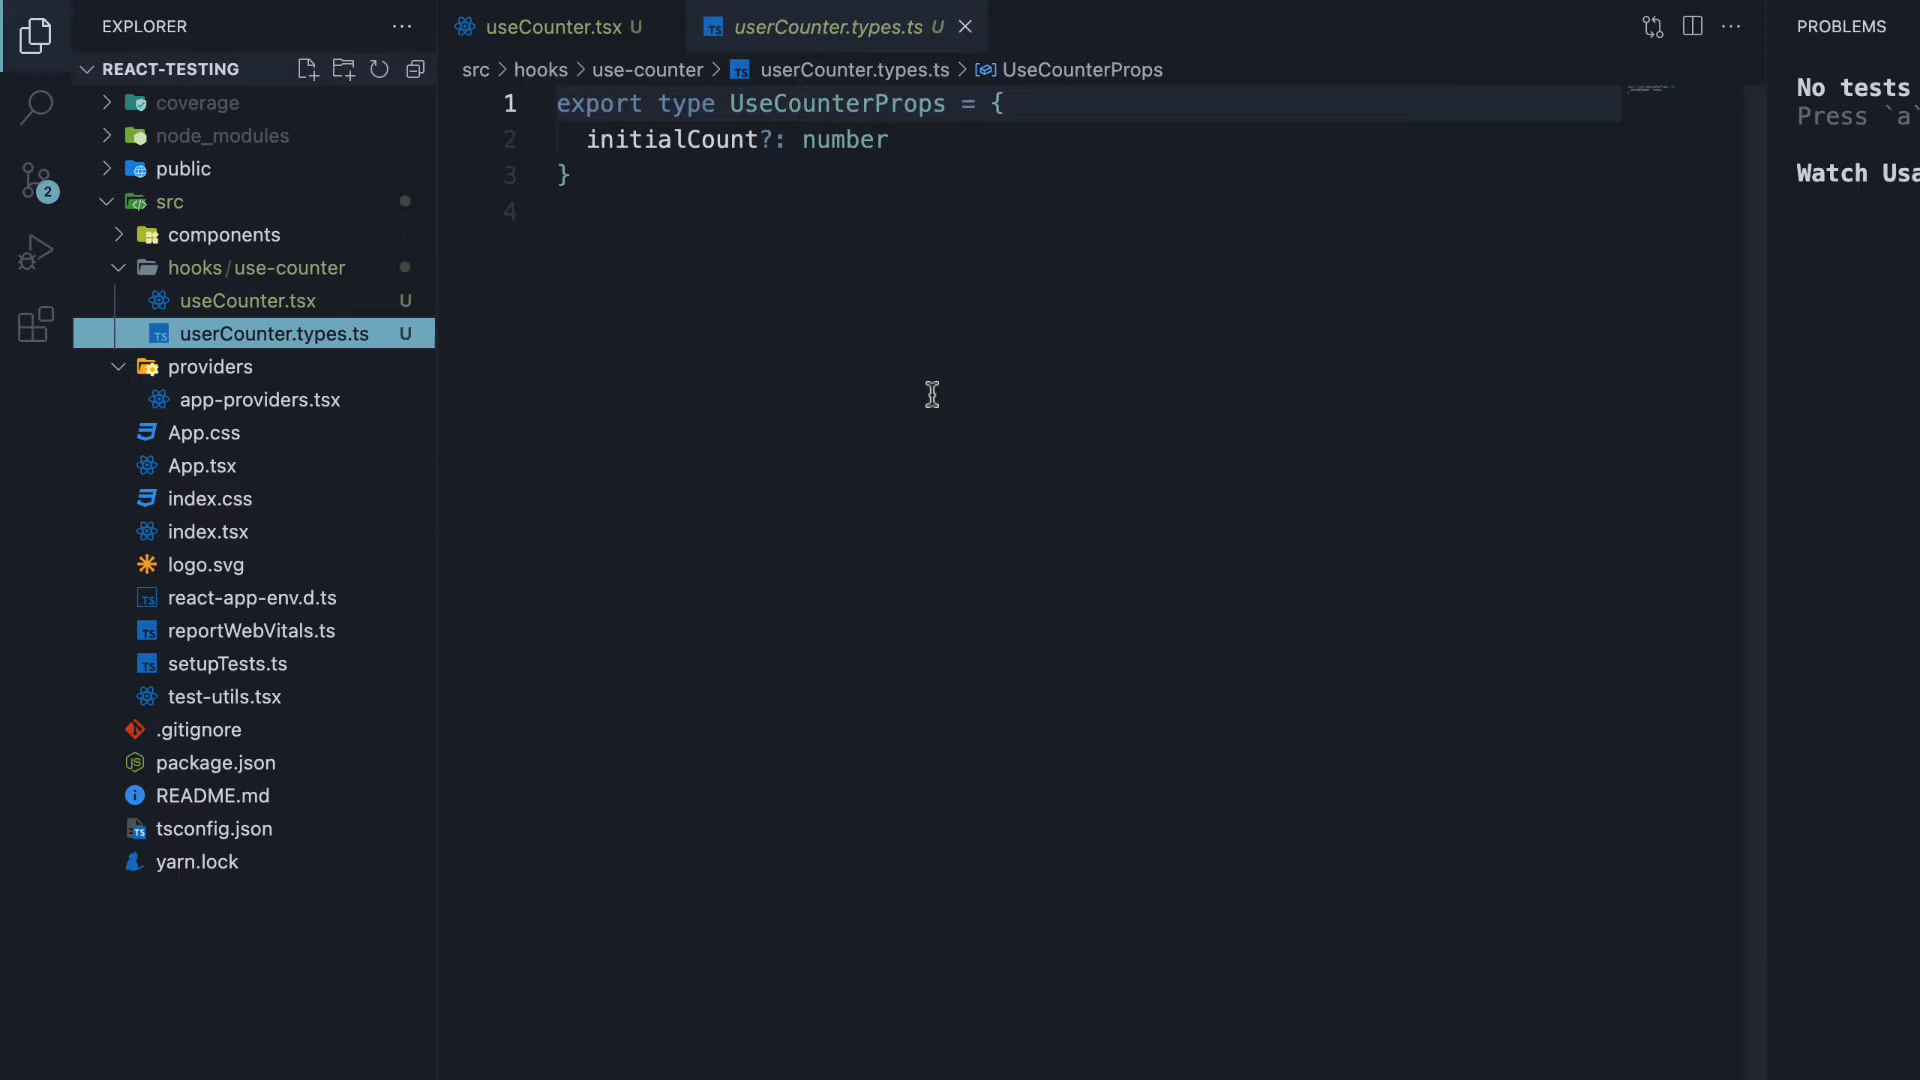 EXPLORER
REACT-TESTING
coverage
node_modules
public
src
components
hooks/use-counter
useCounter.tsx U
userCounter.types.ts U
providers
app-providers.tsx
App.css
App.tsx
index.css
index.tsx
logo.svg
react-app-env.d.ts
reportWebVitals.ts
setupTests.ts
test-utils.tsx
.gitignore
package.json
README.md
tsconfig.json
yarn.lock
2
useCounter.tsx U
userCounter.types.ts U
src > hooks > use-counter > userCounter.types.ts > UseCounterProps
1 export type UseCounterProps = {
2 initialCount?: number
3 }
4
PROBLEMS
No tests
Press `a`
Watch Usa